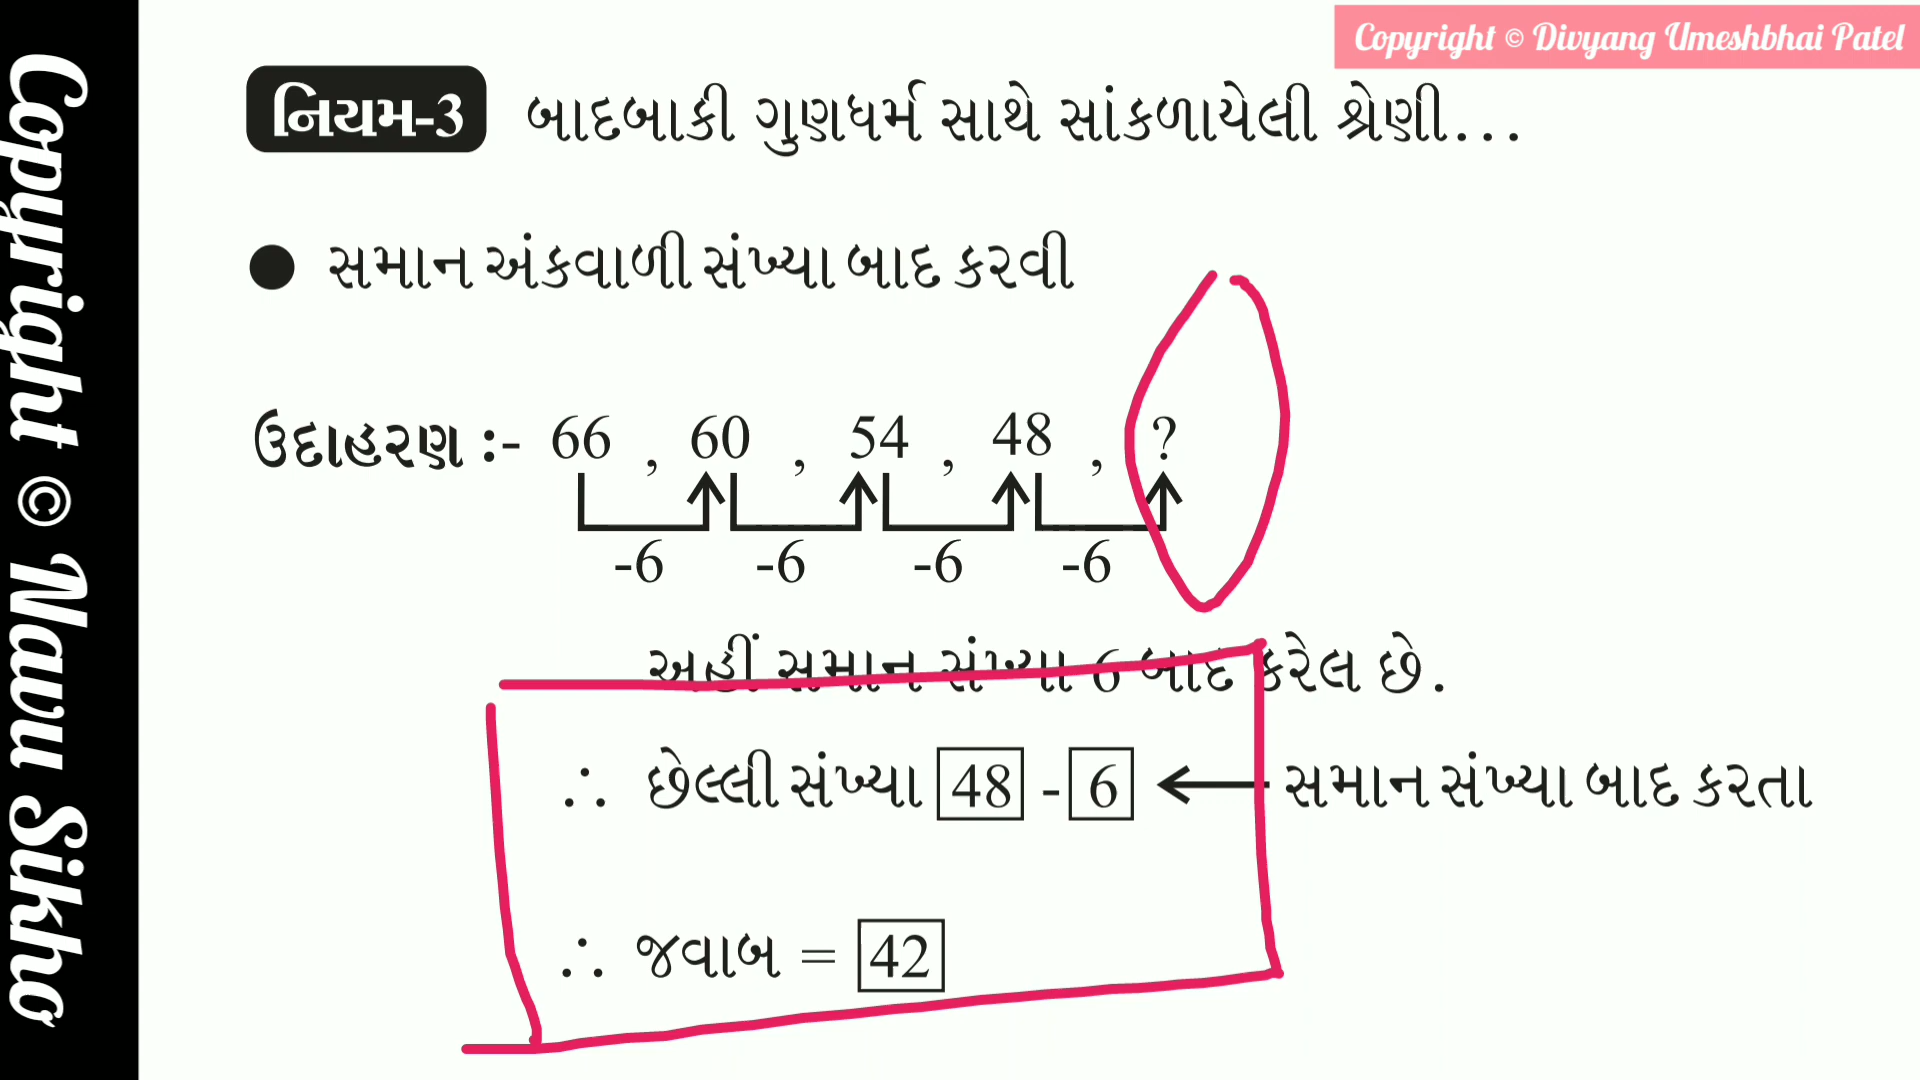 Copyright © Divyang Umeshbhai Patel
Copyright © Navu Sikho
નિયમ-3 બાદબાકી ગુણધર્મ સાથે સાંકળાયેલી શ્રેણી...
● સમાન અંકવાળી સંખ્યા બાદ કરવી
ઉદાહરણ :- 66 , 60 , 54 , 48 , ?
-6 -6 -6 -6
અહીં સમાન સંખ્યા 6 બાદ કરેલ છે.
∴ છેલ્લી સંખ્યા 48 - 6 ← સમાન સંખ્યા બાદ કરતા
∴ જવાબ = 42